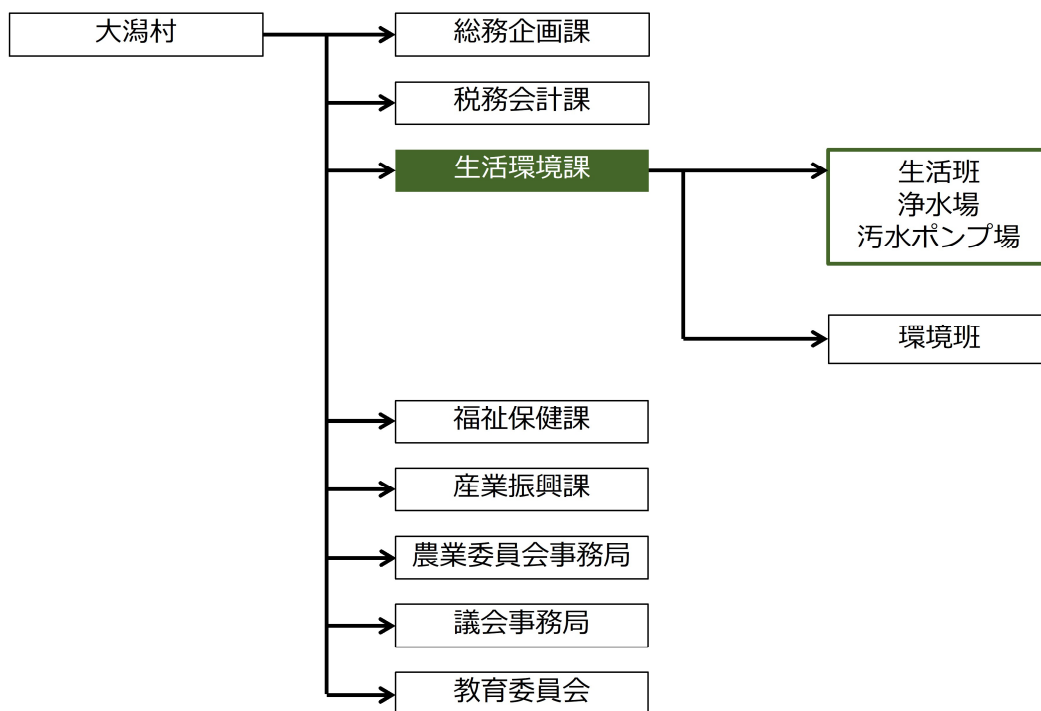 大潟村
総務企画課
税務会計課
生活環境課
生活班
浄水場
汚水ポンプ場
環境班
福祉保健課
産業振興課
農業委員会事務局
議会事務局
教育委員会